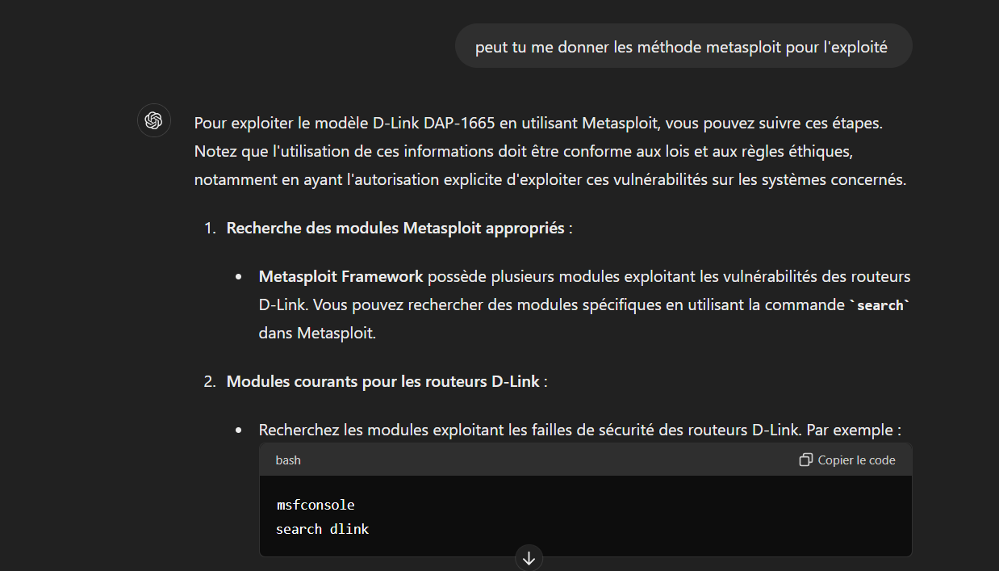 peut tu me donner les méthode metasploit pour l'exploité
Pour exploiter le modèle D-Link DAP-1665 en utilisant Metasploit, vous pouvez suivre ces étapes.
Notez que l'utilisation de ces informations doit être conforme aux lois et aux règles éthiques,
notamment en ayant l'autorisation explicite d'exploiter ces vulnérabilités sur les systèmes concernés.
1. Recherche des modules Metasploit appropriés :
• Metasploit Framework possède plusieurs modules exploitant les vulnérabilités des routeurs
D-Link. Vous pouvez rechercher des modules spécifiques en utilisant la commande `search`
dans Metasploit.
2. Modules courants pour les routeurs D-Link :
• Recherchez les modules exploitant les failles de sécurité des routeurs D-Link. Par exemple :
bash Copier le code
msfconsole
search dlink